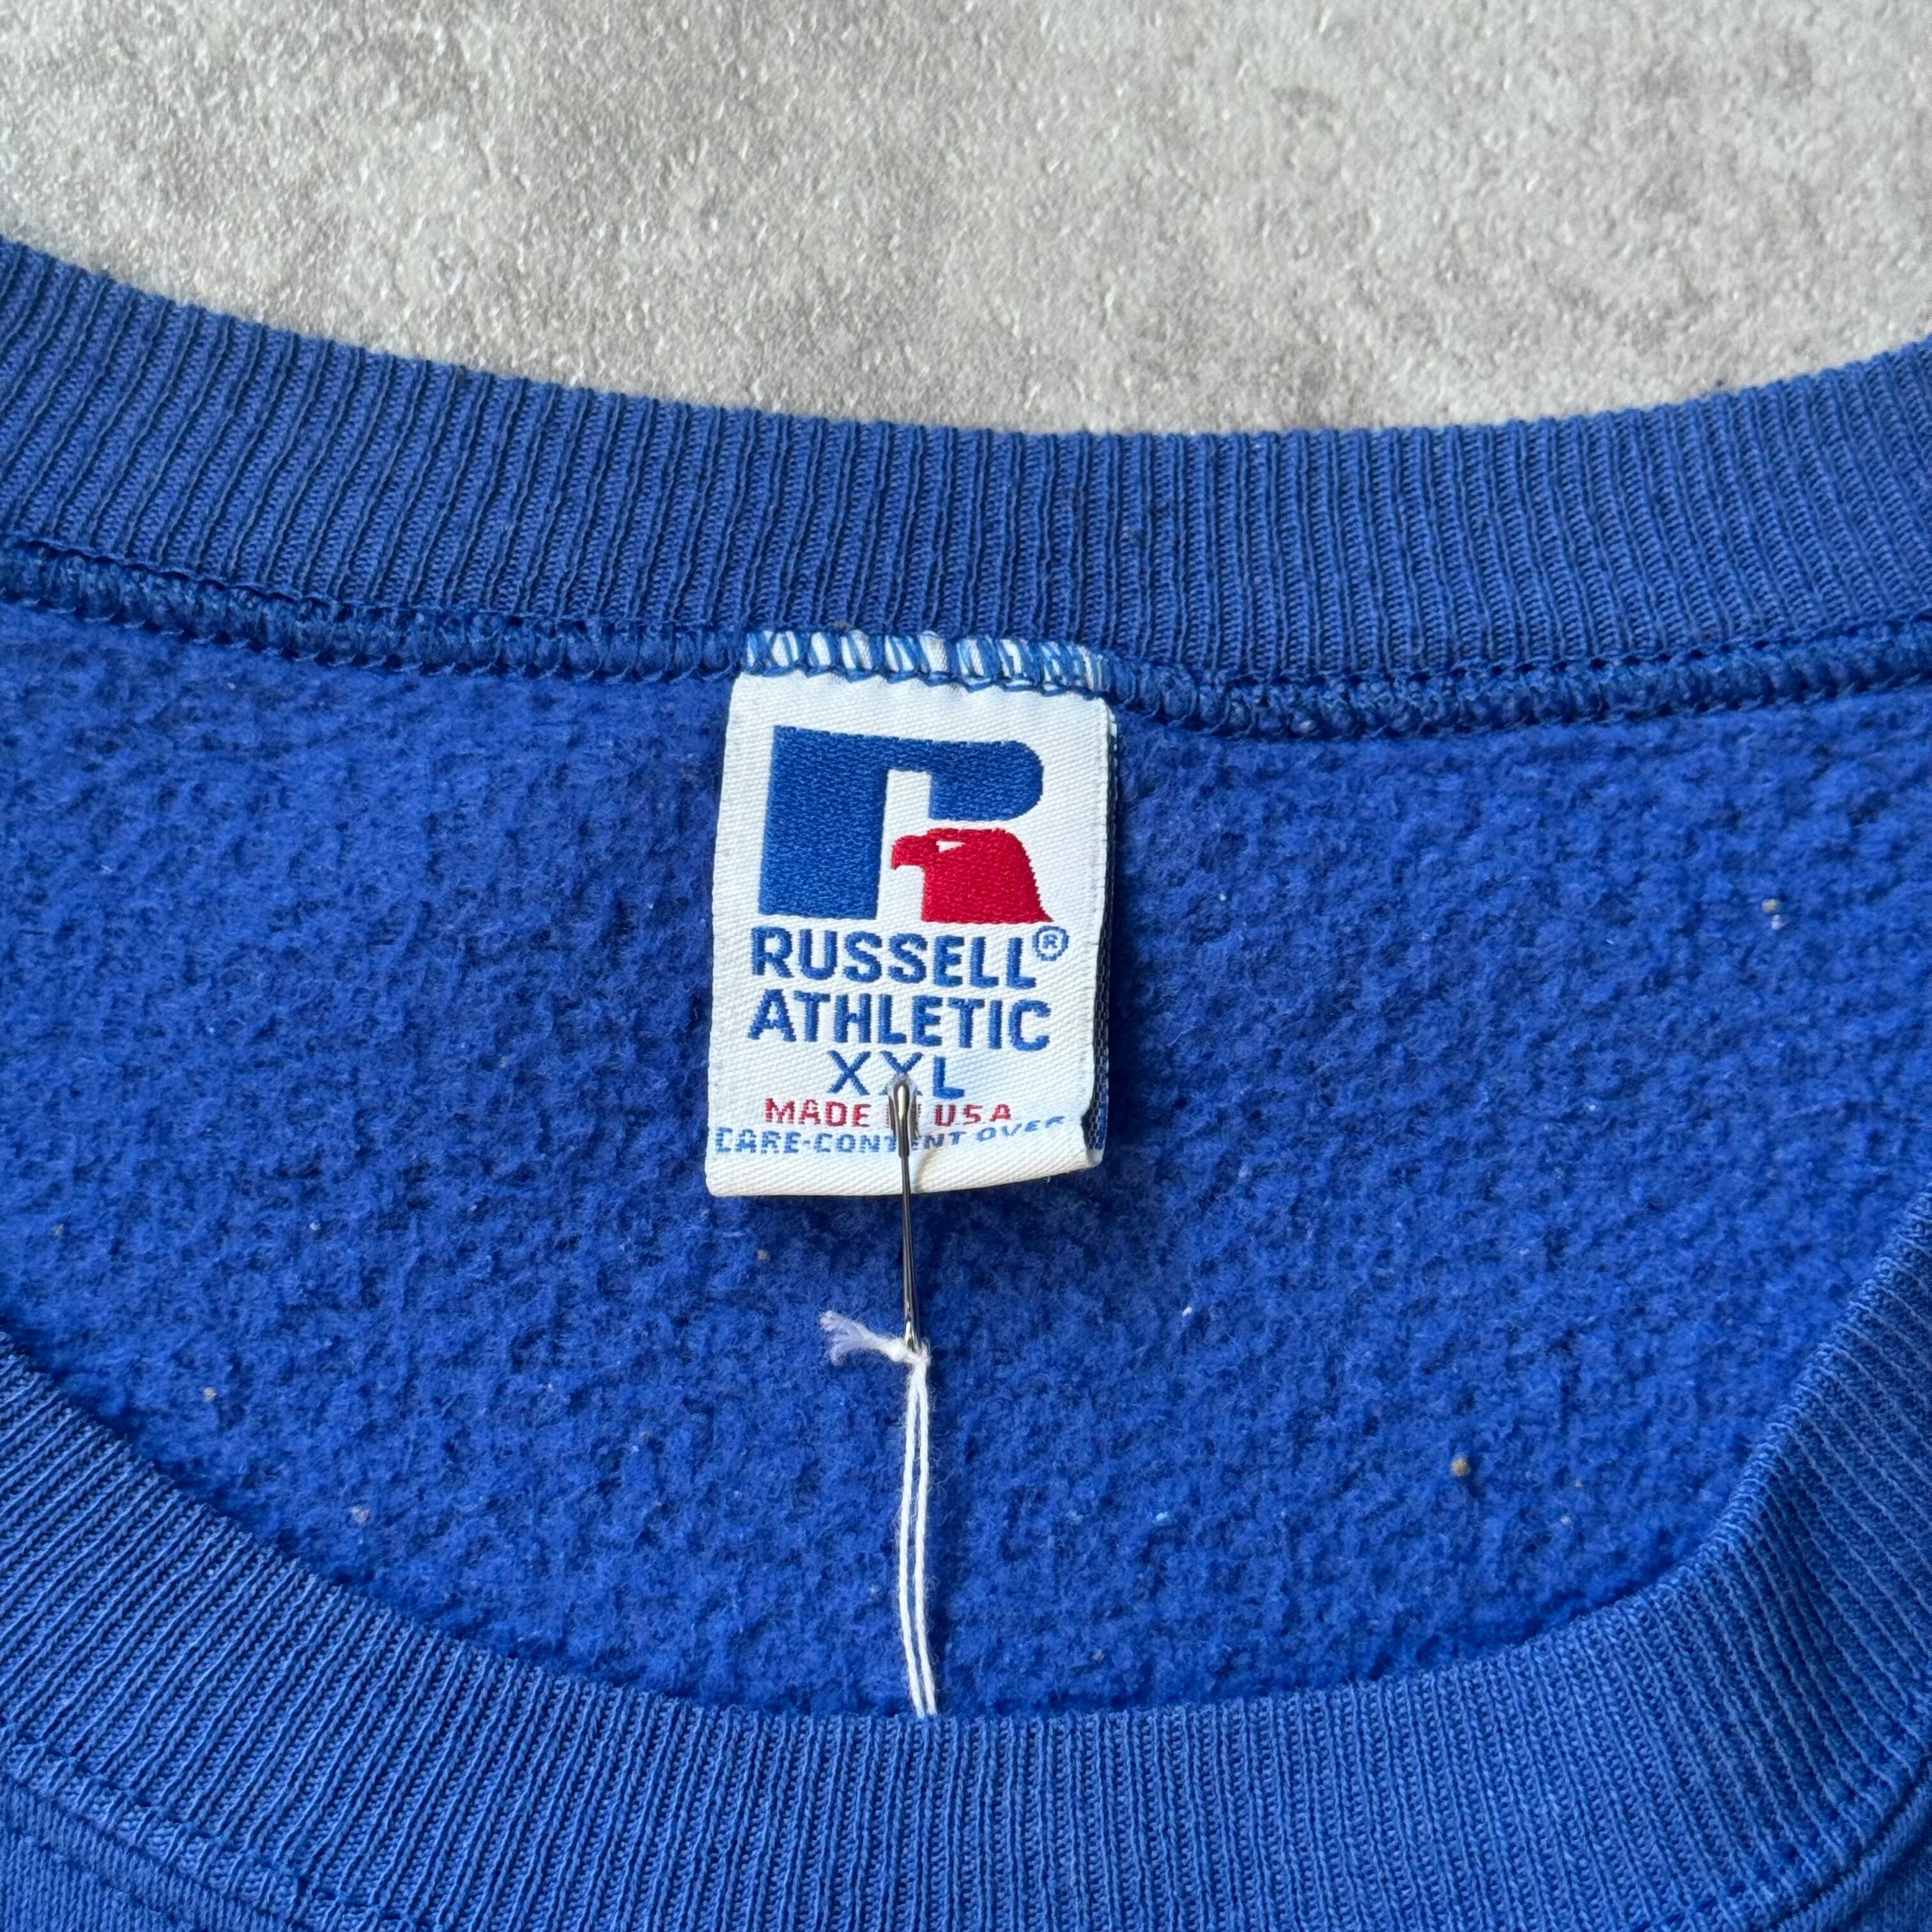 RUSSELL®
ATHLETIC
XXL
MADE IN USA
CARE-CONTENT OVER